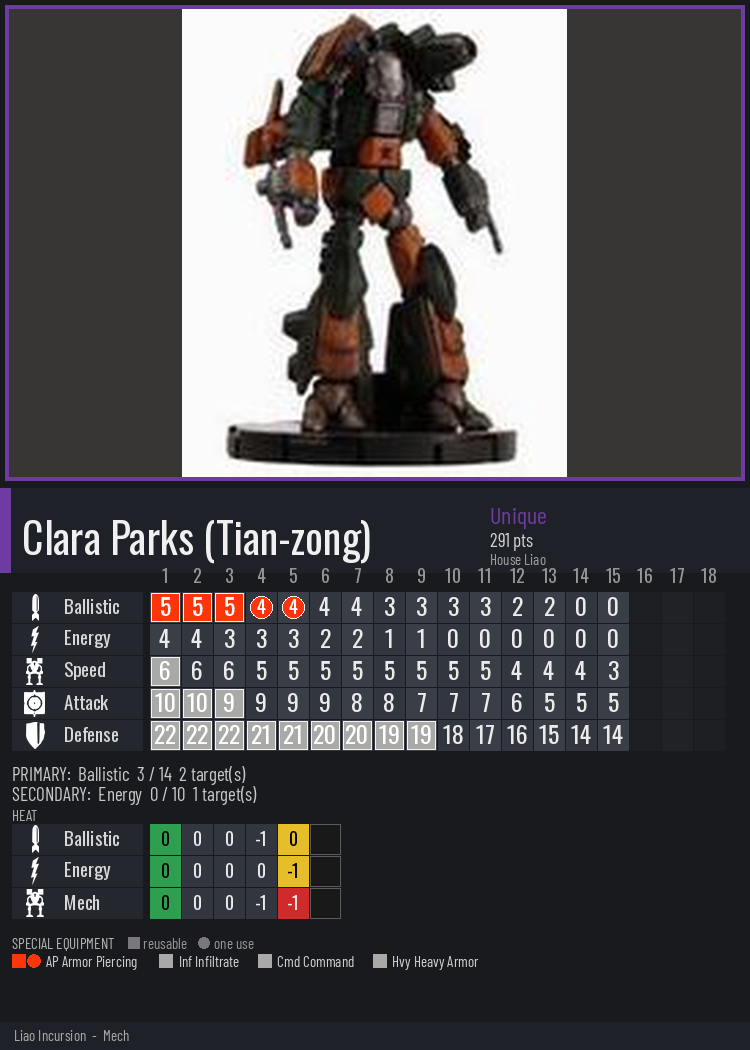 Clara Parks (Tian-zong)
Unique
291 pts
House Liao
1 2 3 4 5 6 7 8 9 10 11 12 13 14 15 16 17 18
Ballistic 5 5 5 4 4 4 4 3 3 3 3 2 2 0 0
Energy 4 4 3 3 3 2 2 1 1 0 0 0 0 0 0
Speed 6 6 6 5 5 5 5 5 5 5 5 4 4 4 3
Attack 10 10 9 9 9 9 8 8 7 7 7 6 5 5 5
Defense 22 22 22 21 21 20 20 19 19 18 17 16 15 14 14
PRIMARY: Ballistic 3 / 14 2 target(s)
SECONDARY: Energy 0 / 10 1 target(s)
HEAT
Ballistic 0 0 0 -1 0
Energy 0 0 0 0 -1
Mech 0 0 0 -1 -1
SPECIAL EQUIPMENT reusable one use
AP Armor Piercing Inf Infiltrate Cmd Command Hvy Heavy Armor
Liao Incursion - Mech